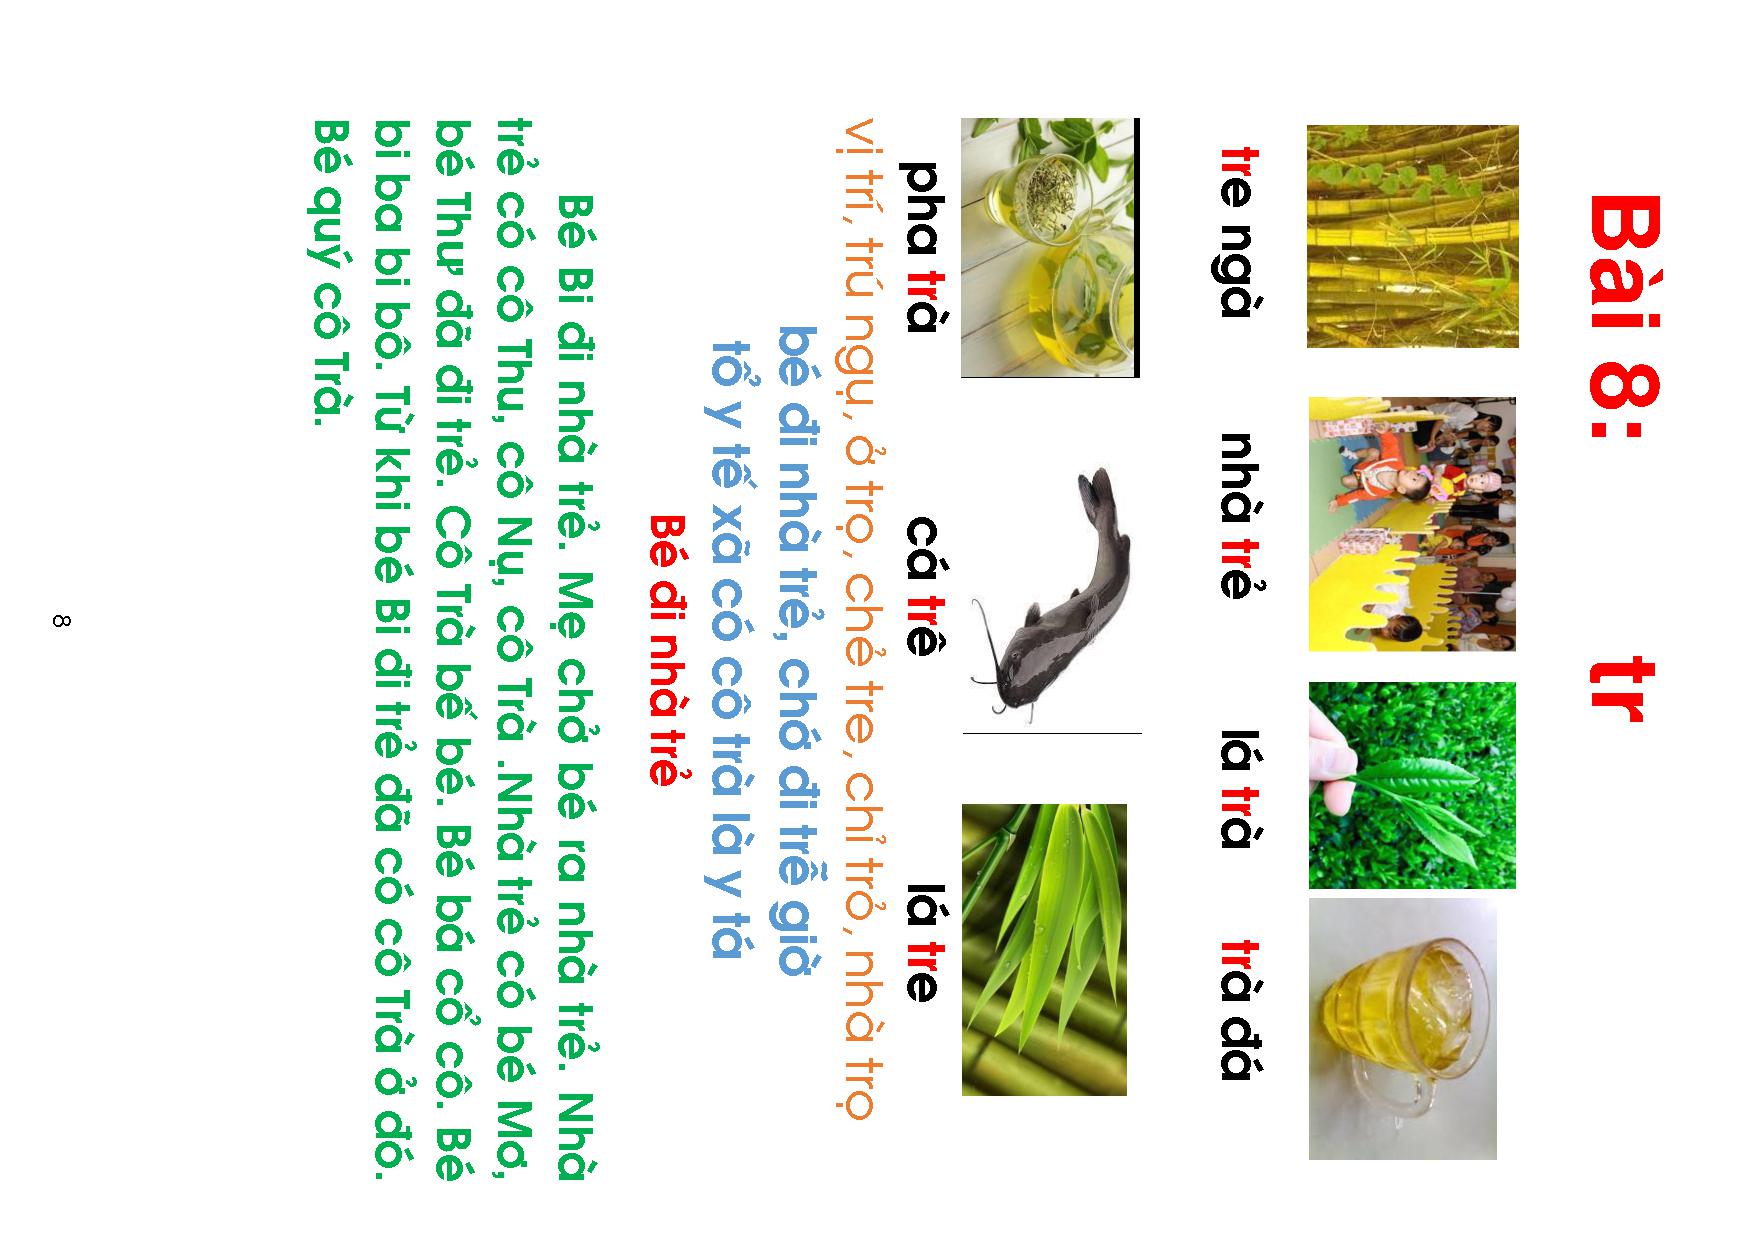 Bài 8: tr
tre ngà nhà trẻ lá trà trà đá
pha trà cá trê lá tre
vị trí, trú ngụ, ở trọ, chẻ tre, chỉ trỏ, nhà trọ
bé đi nhà trẻ, chớ đi trễ giờ
tổ y tế xã có cô trà là y tá
Bé đi nhà trẻ
Bé Bi đi nhà trẻ. Mẹ chở bé ra nhà trẻ. Nhà
trẻ có cô Thu, cô Nụ, cô Trà .Nhà trẻ có bé Mơ,
bé Thư đã đi trẻ. Cô Trà bế bé. Bé bá cổ cô. Bé
bi ba bi bô. Từ khi bé Bi đi trẻ đã có cô Trà ở đó.
Bé quý cô Trà.
8